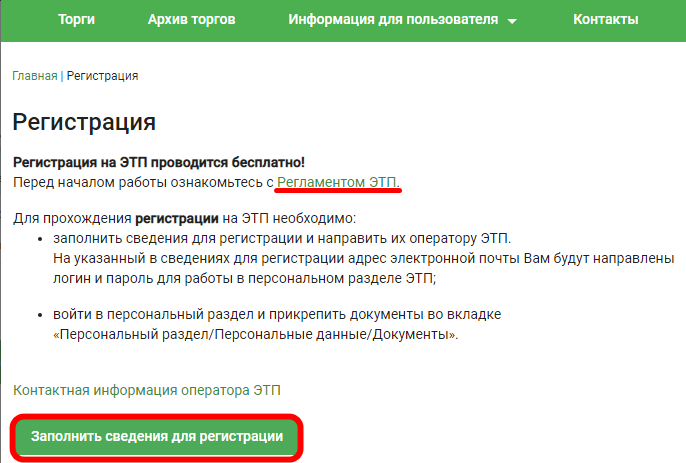 Торги Архив торгов Информация для пользователя Контакты
Главная | Регистрация
Регистрация
Регистрация на ЭТП проводится бесплатно!
Перед началом работы ознакомьтесь с Регламентом ЭТП.
Для прохождения регистрации на ЭТП необходимо:
• заполнить сведения для регистрации и направить их оператору ЭТП.
На указанный в сведениях для регистрации адрес электронной почты Вам будут направлены
логин и пароль для работы в персональном разделе ЭТП;
• войти в персональный раздел и прикрепить документы во вкладке
«Персональный раздел/Персональные данные/Документы».
Контактная информация оператора ЭТП
Заполнить сведения для регистрации